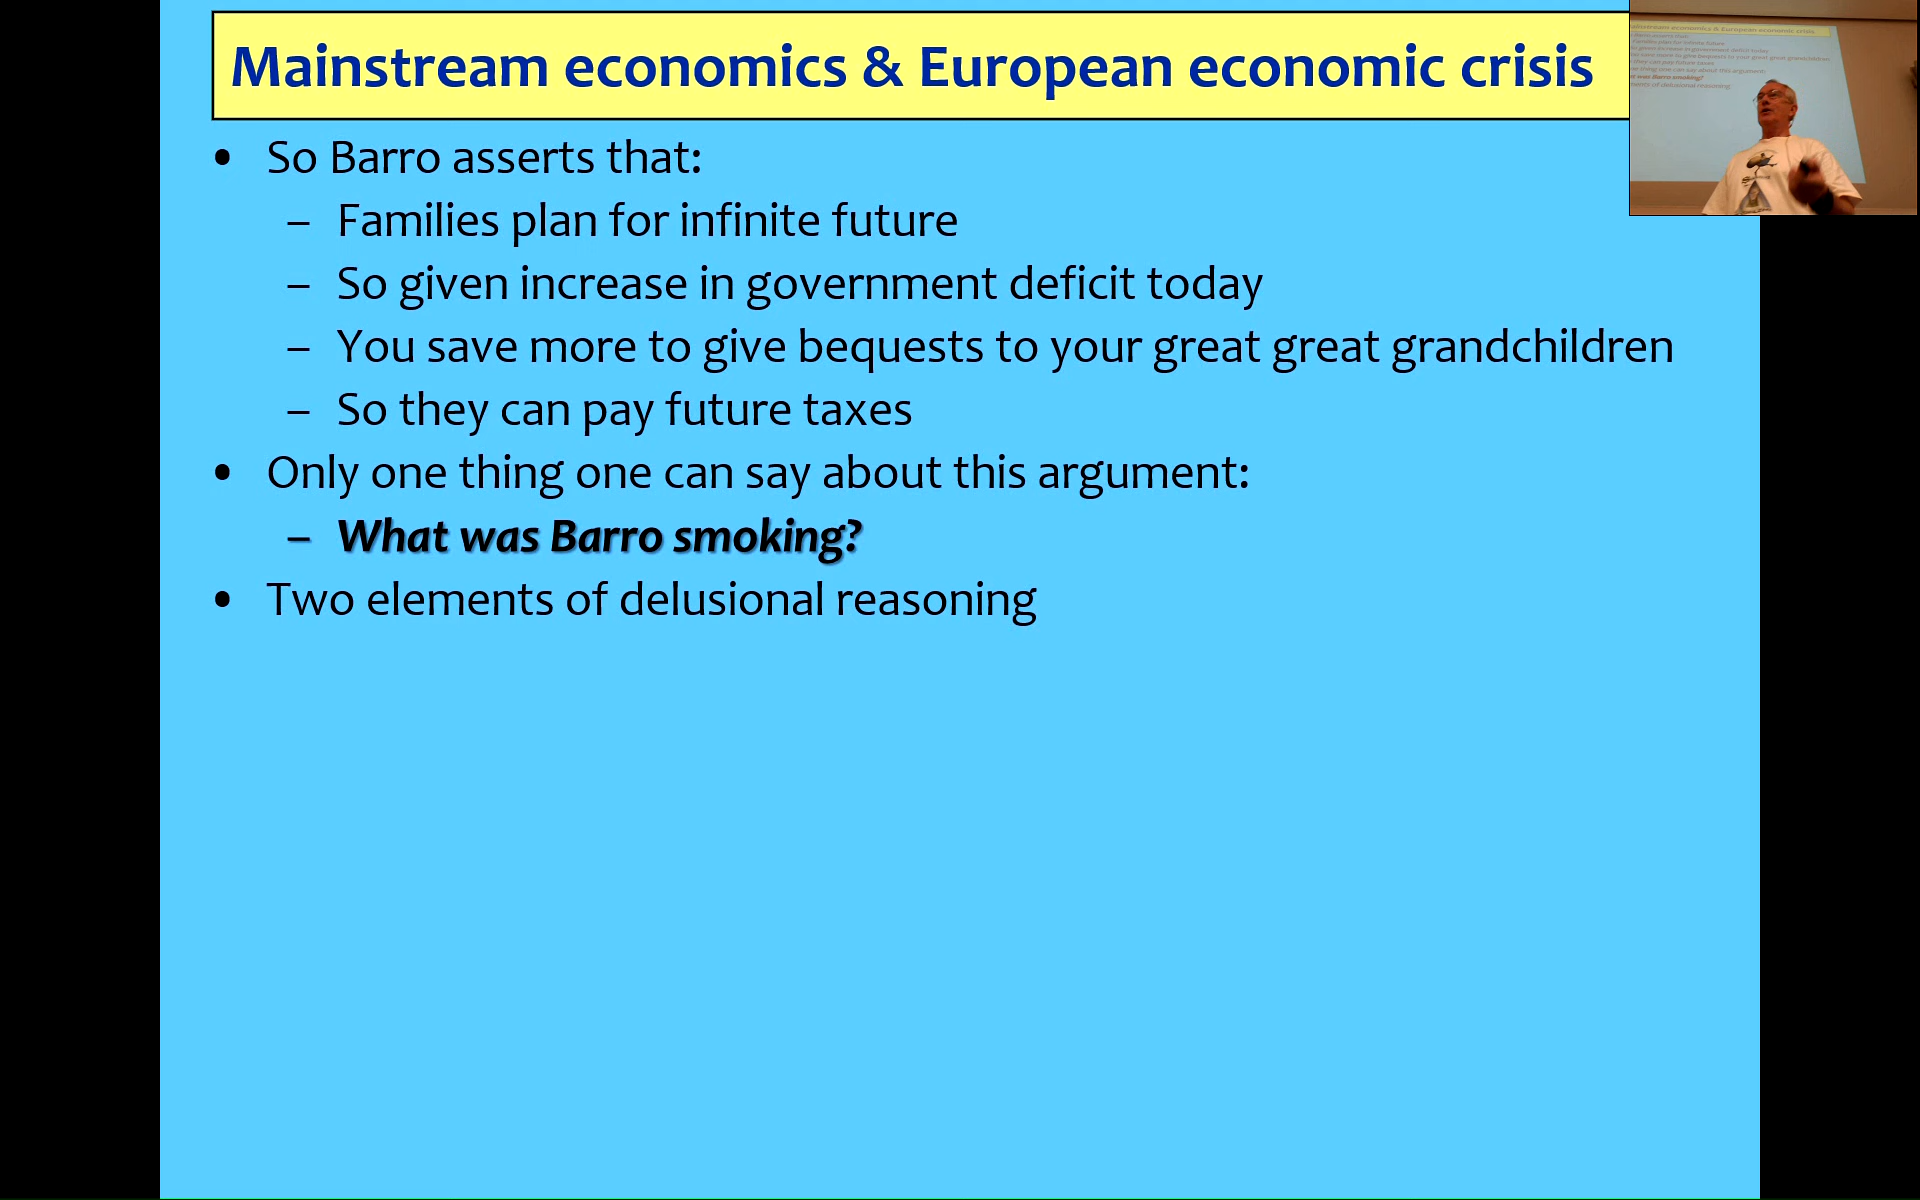 Mainstream economics & European economic crisis
• So Barro asserts that:
– Families plan for infinite future
– So given increase in government deficit today
– You save more to give bequests to your great great grandchildren
– So they can pay future taxes
• Only one thing one can say about this argument:
– What was Barro smoking?
• Two elements of delusional reasoning